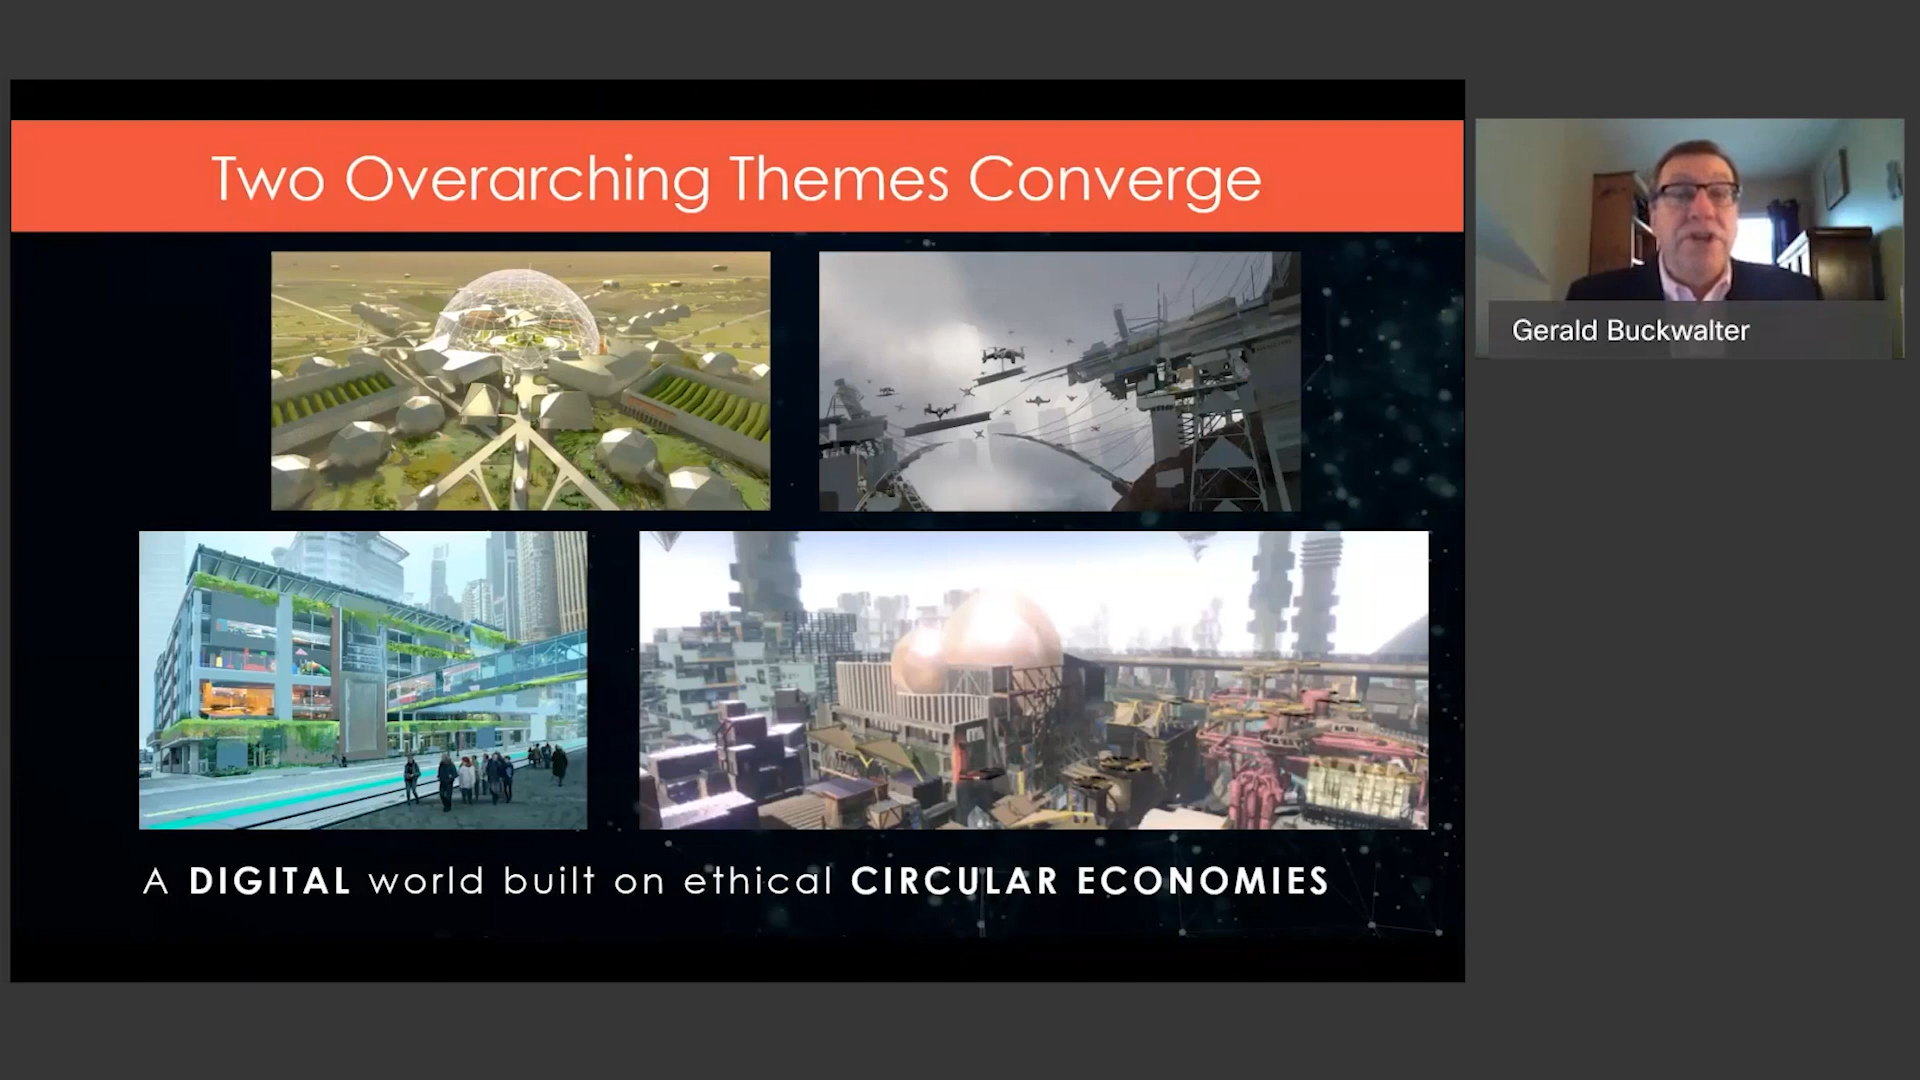 Two Overarching Themes Converge
Gerald Buckwalter
A DIGITAL world built on ethical CIRCULAR ECONOMIES